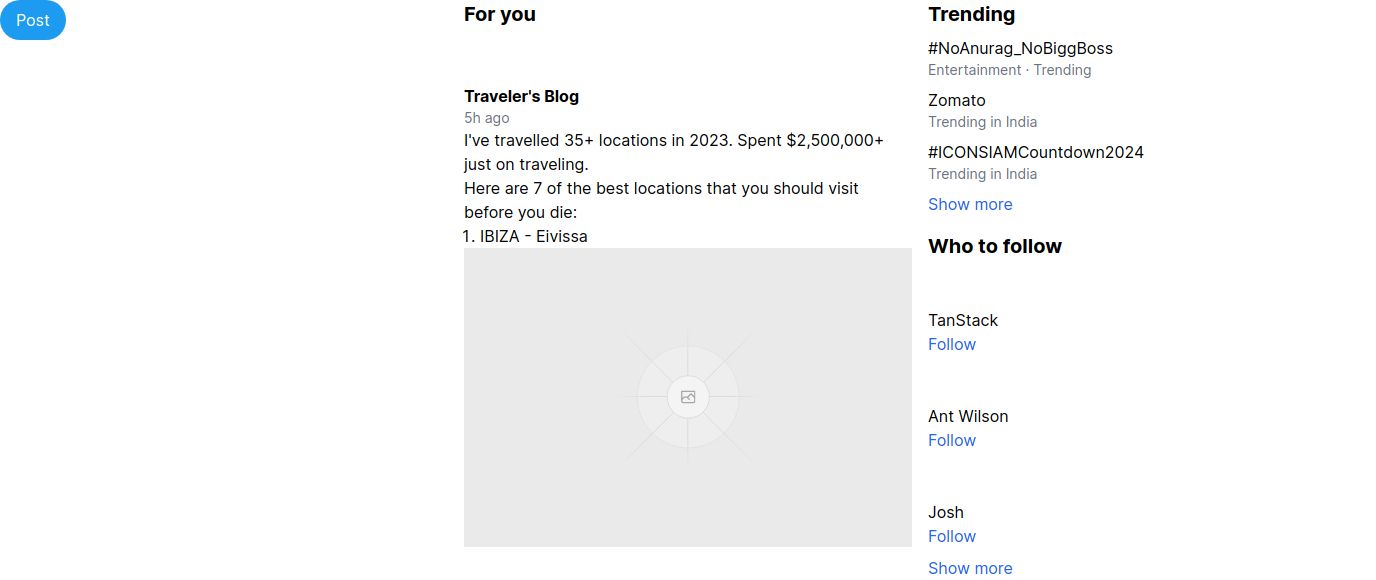 Post
For you
Traveler's Blog
5h ago
I've travelled 35+ locations in 2023. Spent $2,500,000+
just on traveling.
Here are 7 of the best locations that you should visit
before you die:
1. IBIZA - Eivissa
Trending
#NoAnurag_NoBiggBoss
Entertainment · Trending
Zomato
Trending in India
#ICONSIAMCountdown2024
Trending in India
Show more
Who to follow
TanStack
Follow
Ant Wilson
Follow
Josh
Follow
Show more